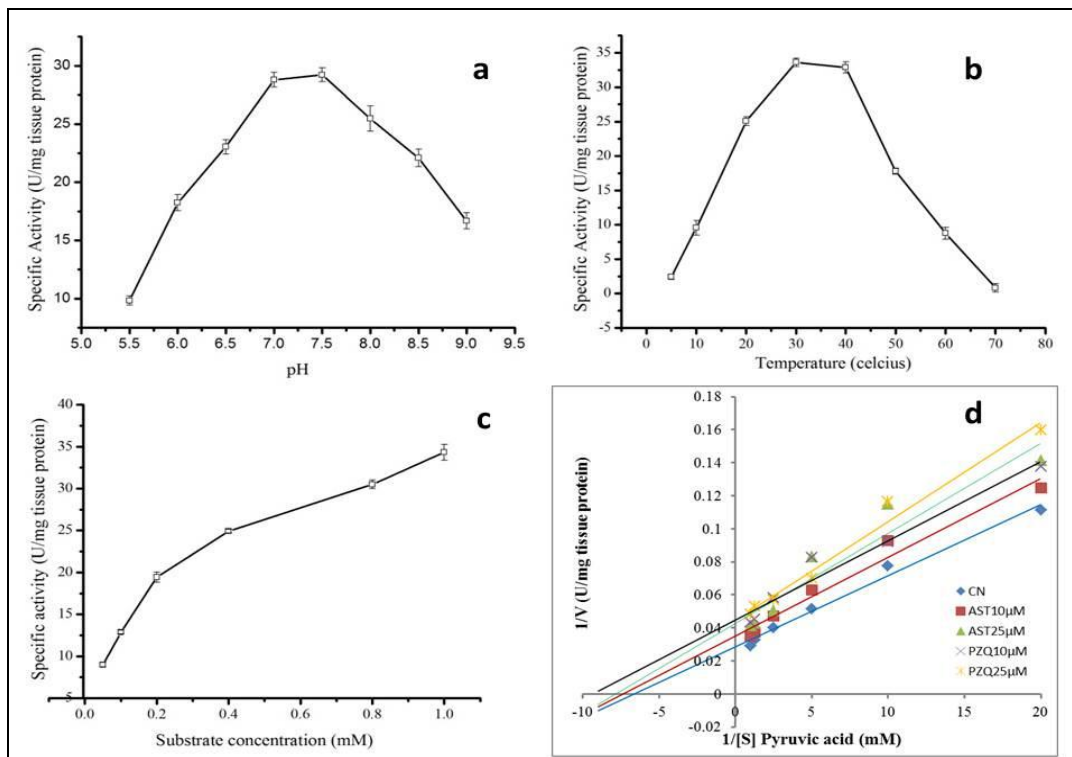 a
Specific Activity (U/mg tissue protein)
30
25
20
15
10
5.0 5.5 6.0 6.5 7.0 7.5 8.0 8.5 9.0 9.5
pH
b
Specific Activity (U/mg tissue protein)
35
30
25
20
15
10
5
0
-5
0 10 20 30 40 50 60 70 80
Temperature (celcius)
c
Specific activity (U/mg tissue protein)
40
35
30
25
20
15
10
5
0.0 0.2 0.4 0.6 0.8 1.0
Substrate concentration (mM)
d
1/V (U/mg tissue protein)
0.18
0.16
0.14
0.12
0.1
0.08
0.06
0.04
0.02
0
-0.02
-10 -5 0 5 10 15 20
1/[S] Pyruvic acid (mM)
CN
AST10µM
AST25µM
PZQ10µM
PZQ25µM